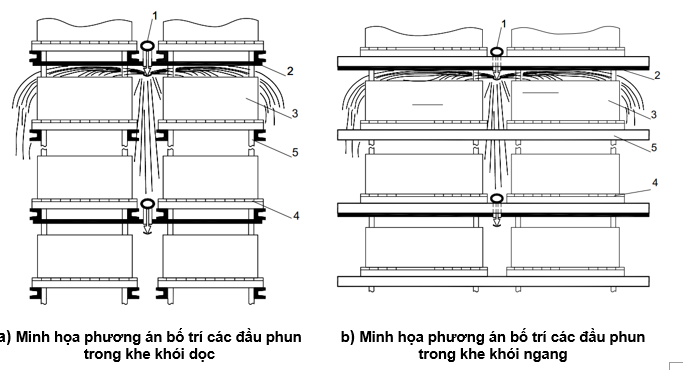 1
2
3
5
4
1
2
3
5
4
a) Minh họa phương án bố trí các đầu phun
trong khe khói dọc
b) Minh họa phương án bố trí các đầu phun
trong khe khói ngang